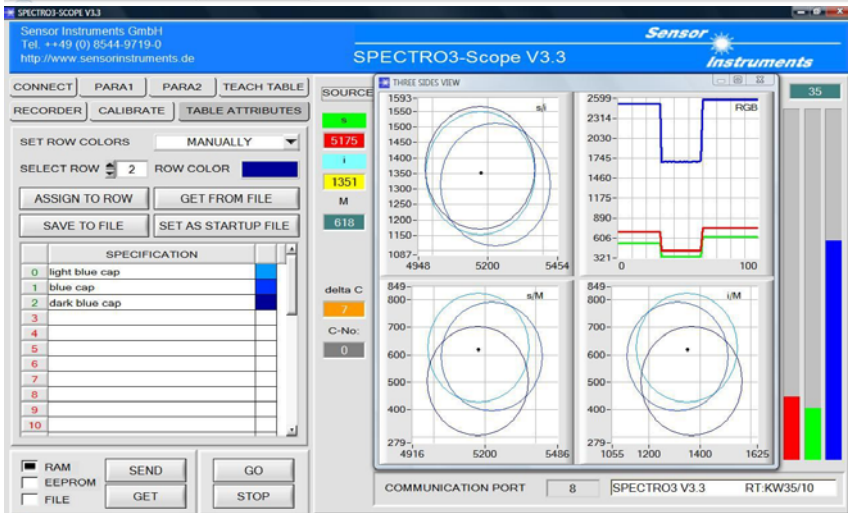 SPECTRO3-SCOPE V3.3
Sensor Instruments GmbH
Tel. ++49 (0) 8544-9719-0
http://www.sensorinstruments.de
SPECTRO3-Scope V3.3
Sensor
Instruments
CONNECT PARA1 PARA2 TEACH TABLE
RECORDER CALIBRATE TABLE ATTRIBUTES
SET ROW COLORS MANUALLY
SELECT ROW 2 ROW COLOR
ASSIGN TO ROW GET FROM FILE
SAVE TO FILE SET AS STARTUP FILE
SPECIFICATION
0 light blue cap
1 blue cap
2 dark blue cap
3
4
5
6
7
8
9
10
RAM
EEPROM
FILE
SEND GO
GET STOP
SOURCE
s
5175
i
1351
M
618
delta C
7
C-No:
0
THREE SIDES VIEW
s/i
1593
1550
1500
1450
1400
1350
1300
1250
1200
1150
1087
4948 5200 5454
RGB
2599
2314
2030
1745
1460
1175
890
606
321
0 100
s/M
849
800
700
600
500
400
279
4916 5200 5486
i/M
849
800
700
600
500
400
279
1055 1200 1400 1625
35
COMMUNICATION PORT 8 SPECTRO3 V3.3 RT:KW35/10